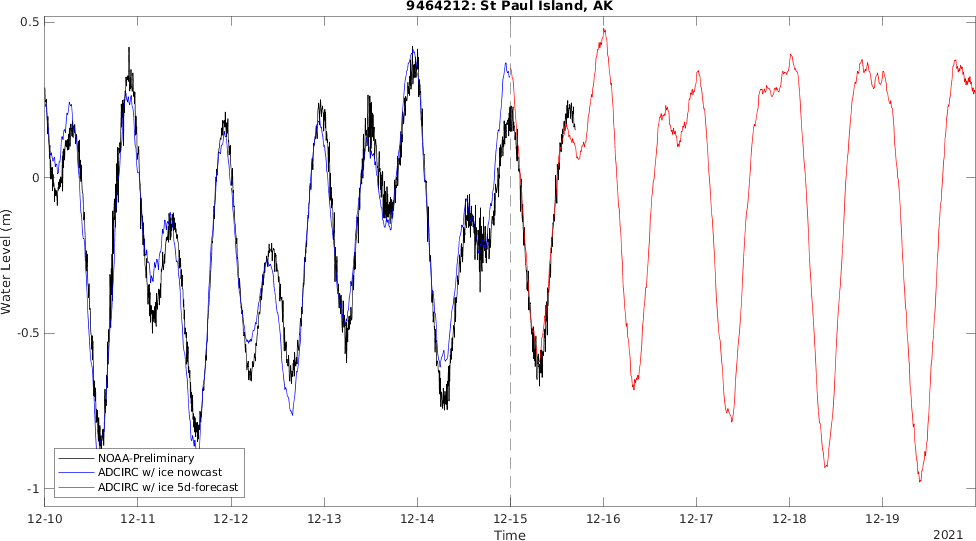 9464212: St Paul Island, AK
0.5
0
-0.5
-1
Water Level (m)
NOAA-Preliminary
ADCIRC w/ ice nowcast
ADCIRC w/ ice 5d-forecast
12-10 12-11 12-12 12-13 12-14 12-15 12-16 12-17 12-18 12-19
Time
2021